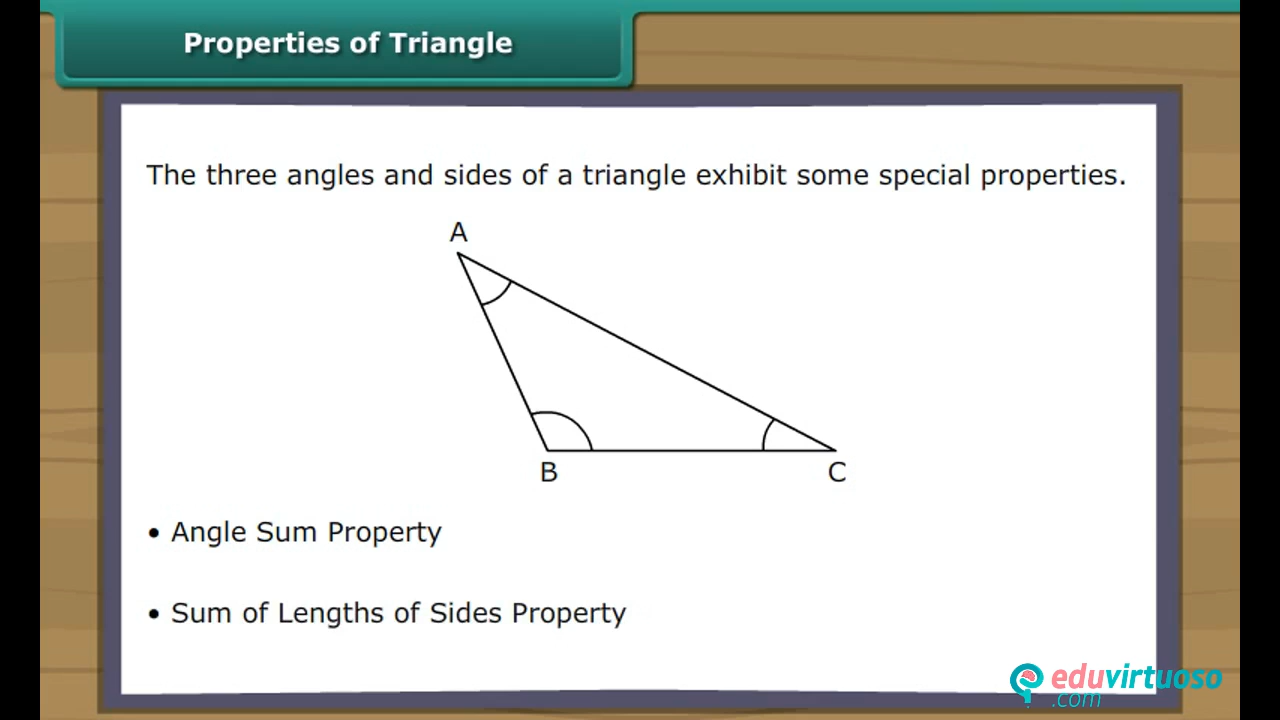 Properties of Triangle
The three angles and sides of a triangle exhibit some special properties.
A
B
C
• Angle Sum Property
• Sum of Lengths of Sides Property
eduvirtuoso
.com